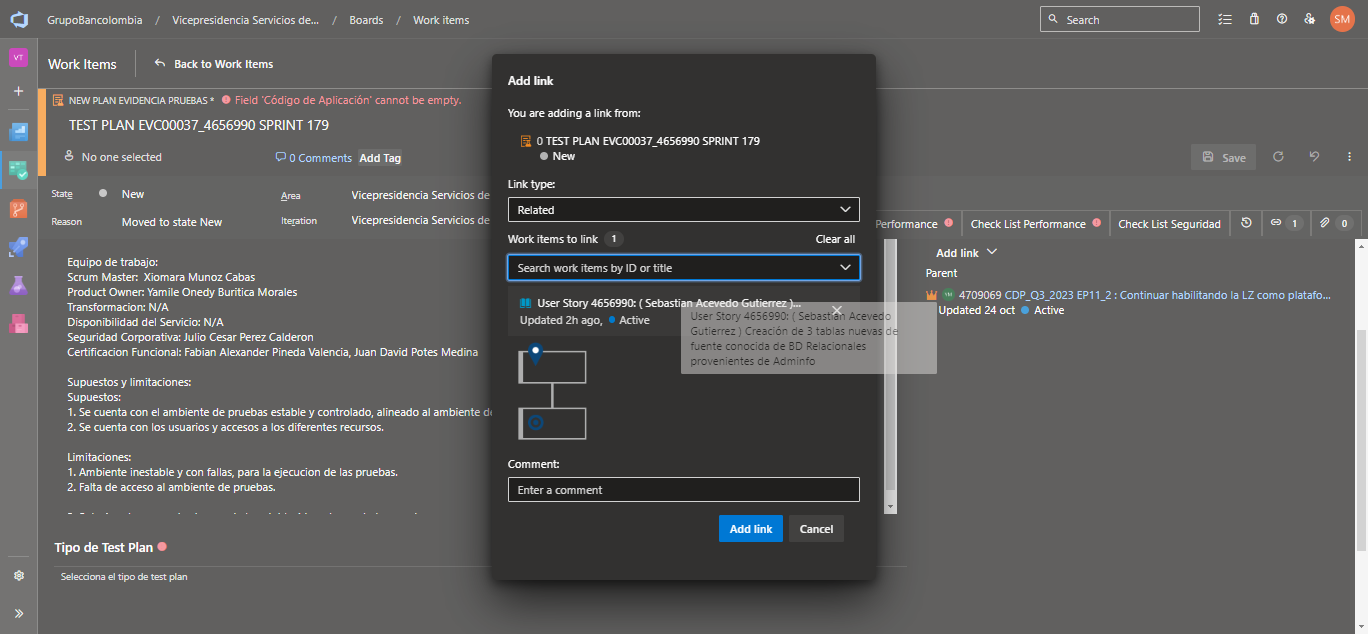 GrupoBancolombia / Vicepresidencia Servicios de... / Boards / Work items
Search
SM
VT
Work Items
Back to Work Items
NEW PLAN EVIDENCIA PRUEBAS * Field 'Código de Aplicación' cannot be empty.
TEST PLAN EVC00037_4656990 SPRINT 179
No one selected
0 Comments Add Tag
Save
State New
Area Vicepresidencia Servicios de
Reason Moved to state New
Iteration Vicepresidencia Servicios de
Performance
Check List Performance
Check List Seguridad
1
0
Equipo de trabajo:
Scrum Master: Xiomara Munoz Cabas
Product Owner: Yamile Onedy Buritica Morales
Transformacion: N/A
Disponibilidad del Servicio: N/A
Seguridad Corporativa: Julio Cesar Perez Calderon
Certificacion Funcional: Fabian Alexander Pineda Valencia, Juan David Potes Medina
Supuestos y limitaciones:
Supuestos:
1. Se cuenta con el ambiente de pruebas estable y controlado, alineado al ambiente de
2. Se cuenta con los usuarios y accesos a los diferentes recursos.
Limitaciones:
1. Ambiente inestable y con fallas, para la ejecucion de las pruebas.
2. Falta de acceso al ambiente de pruebas.
Tipo de Test Plan
Selecciona el tipo de test plan
Add link
You are adding a link from:
0 TEST PLAN EVC00037_4656990 SPRINT 179
New
Link type:
Related
Work items to link 1
Clear all
Search work items by ID or title
User Story 4656990: ( Sebastian Acevedo Gutierrez )...
Updated 2h ago, Active
User Story 4656990: ( Sebastian Acevedo
Gutierrez ) Creación de 3 tablas nuevas de
fuente conocida de BD Relacionales
provenientes de Adminfo
Comment:
Enter a comment
Add link
Cancel
Add link
Parent
4709069 CDP_Q3_2023 EP11_2 : Continuar habilitando la LZ como platafo...
Updated 24 oct Active